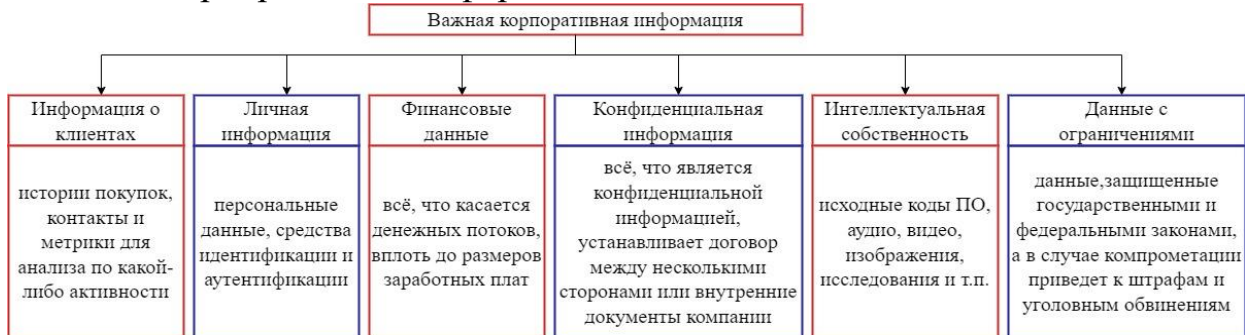 Важная корпоративная информация
Информация о
клиентах
истории покупок,
контакты и
метрики для
анализа по какой-
либо активности
Личная
информация
персональные
данные, средства
идентификации и
аутентификации
Финансовые
данные
всё, что касается
денежных потоков,
вплоть до размеров
заработных плат
Конфиденциальная
информация
всё, что является
конфиденциальной
информацией,
устанавливает договор
между несколькими
сторонами или внутренние
документы компании
Интеллектуальная
собственность
исходные коды ПО,
аудио, видео,
изображения,
исследования и т.п.
Данные с
ограничениями
данные,защищенные
государственными и
федеральными законами,
а в случае компрометации
приведет к штрафам и
уголовным обвинениям